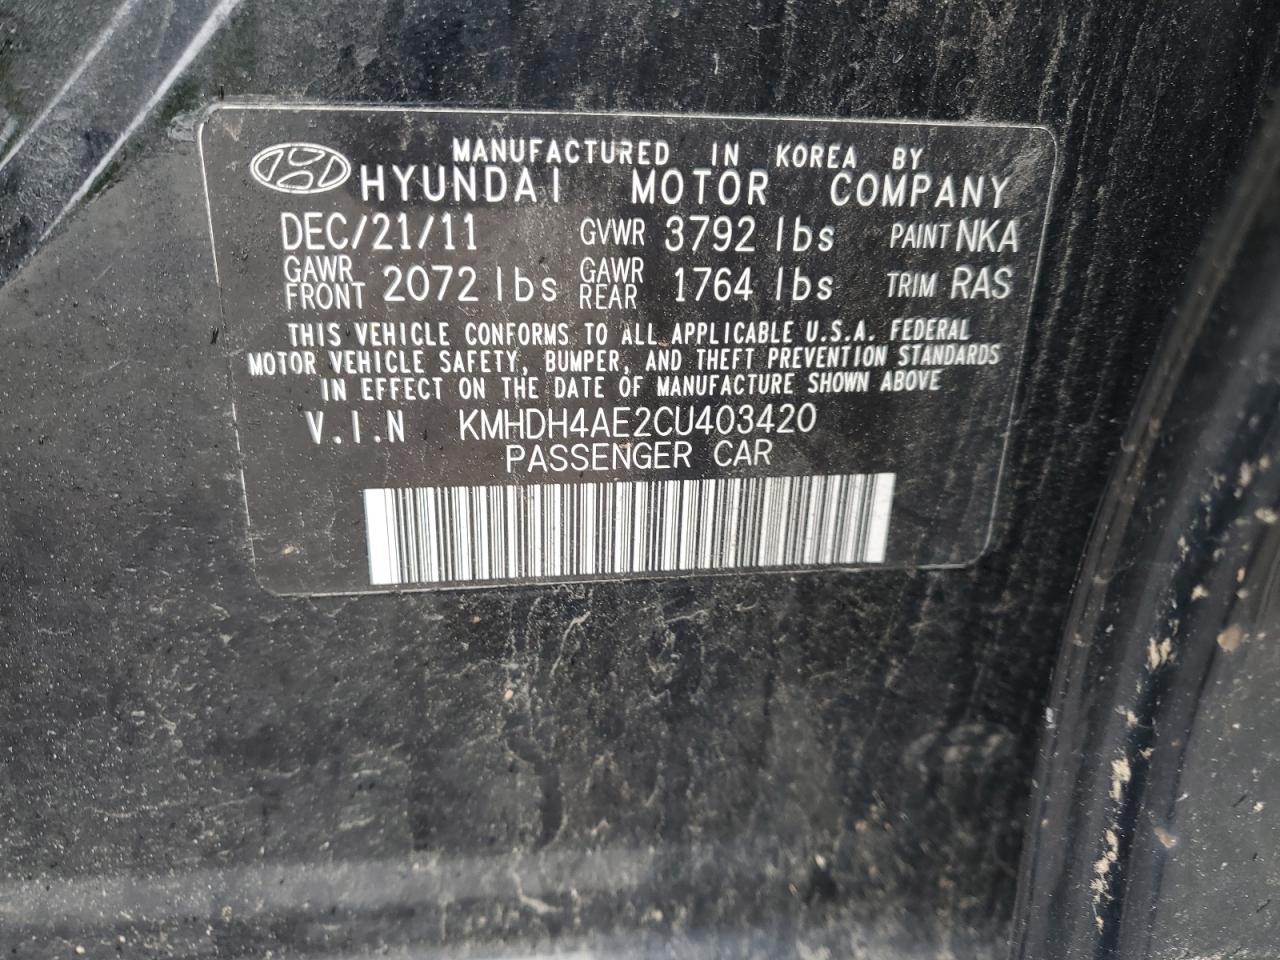 MANUFACTURED IN KOREA BY
HYUNDAI MOTOR COMPANY
DEC/21/11 GVWR 3792 lbs PAINT NKA
GAWR FRONT 2072 lbs GAWR REAR 1764 lbs TRIM RAS
THIS VEHICLE CONFORMS TO ALL APPLICABLE U.S.A. FEDERAL
MOTOR VEHICLE SAFETY, BUMPER, AND THEFT PREVENTION STANDARDS
IN EFFECT ON THE DATE OF MANUFACTURE SHOWN ABOVE
V.I.N KMHDH4AE2CU403420
PASSENGER CAR